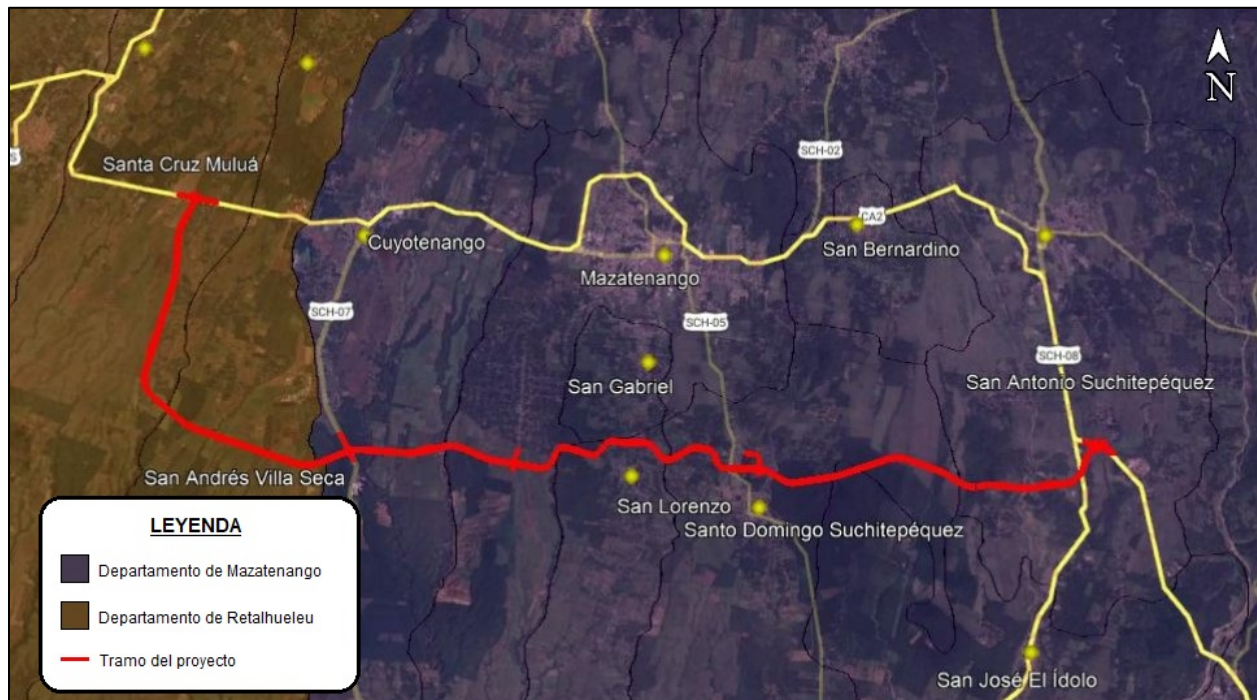 N
Santa Cruz Muluá
SCH-02
Cuyotenango
CA2
San Bernardino
Mazatenango
SCH-07
SCH-05
SCH-08
San Gabriel
San Antonio Suchitepéquez
San Andrés Villa Seca
San Lorenzo
Santo Domingo Suchitepéquez
San José El Ídolo
LEYENDA
Departamento de Mazatenango
Departamento de Retalhueleu
Tramo del proyecto